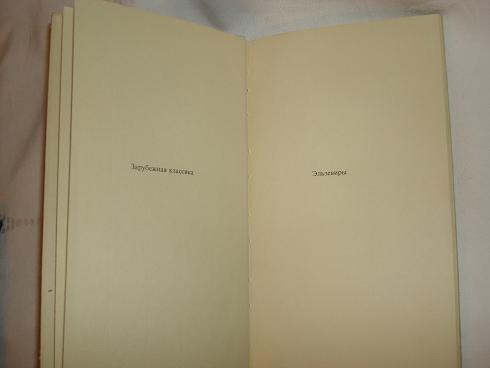 Зарубежная классика
Эльзевиры